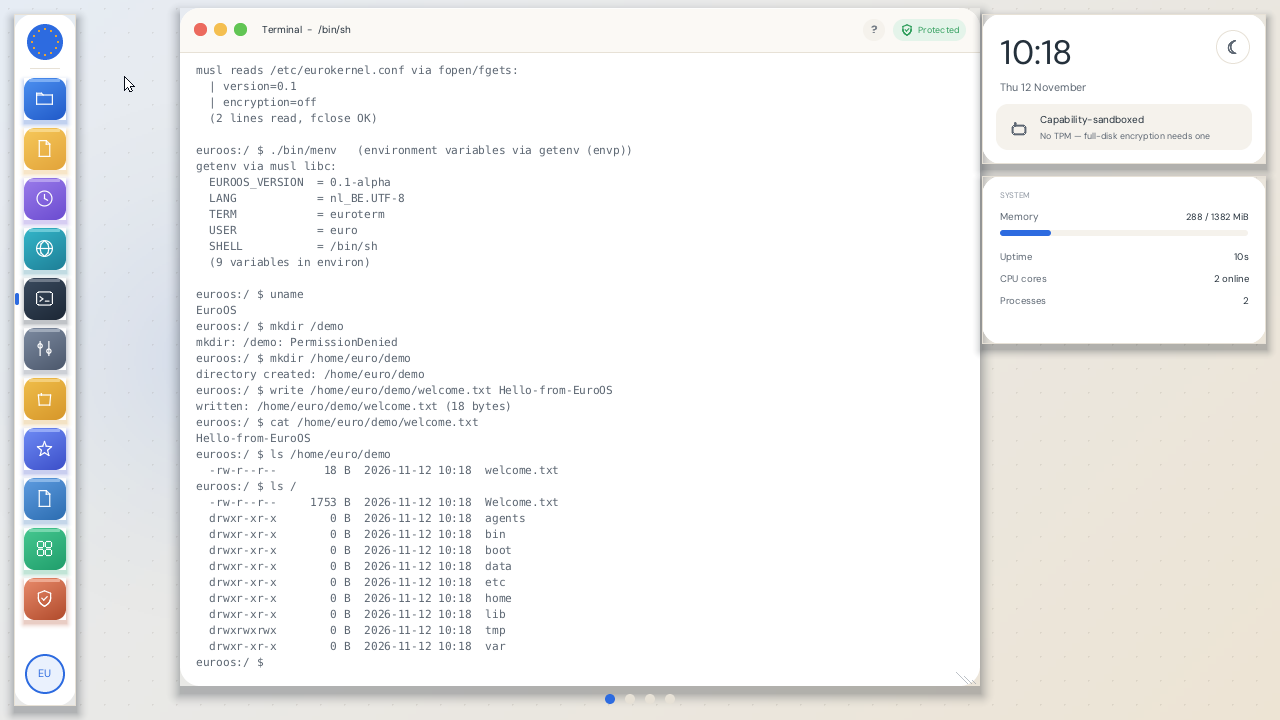 Terminal - /bin/sh
?
Protected
musl reads /etc/eurokernel.conf via fopen/fgets:
| version=0.1
| encryption=off
(2 lines read, fclose OK)
euroos:/ $ ./bin/menv   (environment variables via getenv (envp))
getenv via musl libc:
EUROOS_VERSION  = 0.1-alpha
LANG            = nl_BE.UTF-8
TERM            = euroterm
USER            = euro
SHELL           = /bin/sh
(9 variables in environ)
euroos:/ $ uname
EuroOS
euroos:/ $ mkdir /demo
mkdir: /demo: PermissionDenied
euroos:/ $ mkdir /home/euro/demo
directory created: /home/euro/demo
euroos:/ $ write /home/euro/demo/welcome.txt Hello-from-EuroOS
written: /home/euro/demo/welcome.txt (18 bytes)
euroos:/ $ cat /home/euro/demo/welcome.txt
Hello-from-EuroOS
euroos:/ $ ls /home/euro/demo
-rw-r--r--       18 B  2026-11-12 10:18  welcome.txt
euroos:/ $ ls /
-rw-r--r--     1753 B  2026-11-12 10:18  Welcome.txt
drwxr-xr-x        0 B  2026-11-12 10:18  agents
drwxr-xr-x        0 B  2026-11-12 10:18  bin
drwxr-xr-x        0 B  2026-11-12 10:18  boot
drwxr-xr-x        0 B  2026-11-12 10:18  data
drwxr-xr-x        0 B  2026-11-12 10:18  etc
drwxr-xr-x        0 B  2026-11-12 10:18  home
drwxr-xr-x        0 B  2026-11-12 10:18  lib
drwxrwxrwx        0 B  2026-11-12 10:18  tmp
drwxr-xr-x        0 B  2026-11-12 10:18  var
euroos:/ $
EU
10:18
Thu 12 November
Capability-sandboxed
No TPM — full-disk encryption needs one
SYSTEM
Memory 288 / 1382 MiB
Uptime 10s
CPU cores 2 online
Processes 2